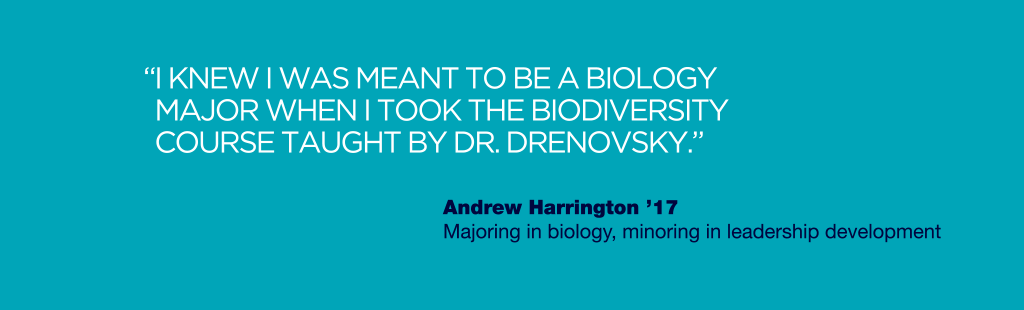 “I KNEW I WAS MEANT TO BE A BIOLOGY
MAJOR WHEN I TOOK THE BIODIVERSITY
COURSE TAUGHT BY DR. DRENOVSKY.”
Andrew Harrington ’17
Majoring in biology, minoring in leadership development